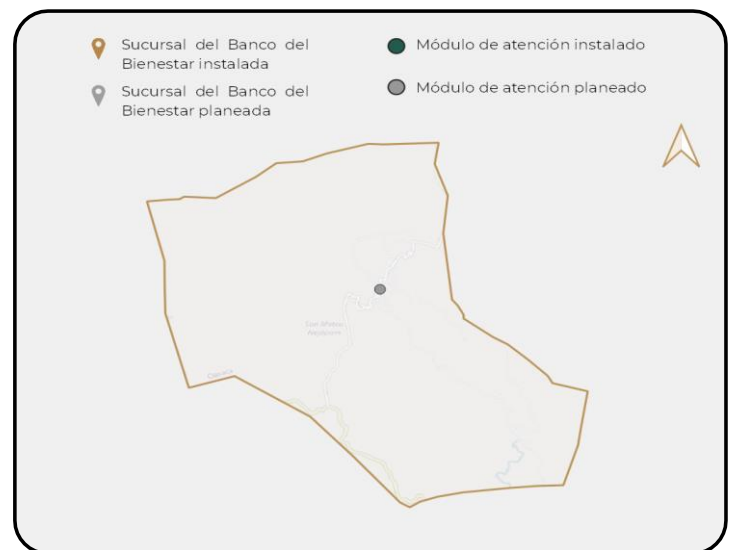 Sucursal del Banco del
Bienestar instalada
Sucursal del Banco del
Bienestar planeada
Módulo de atención instalado
Módulo de atención planeado
Oaxaca